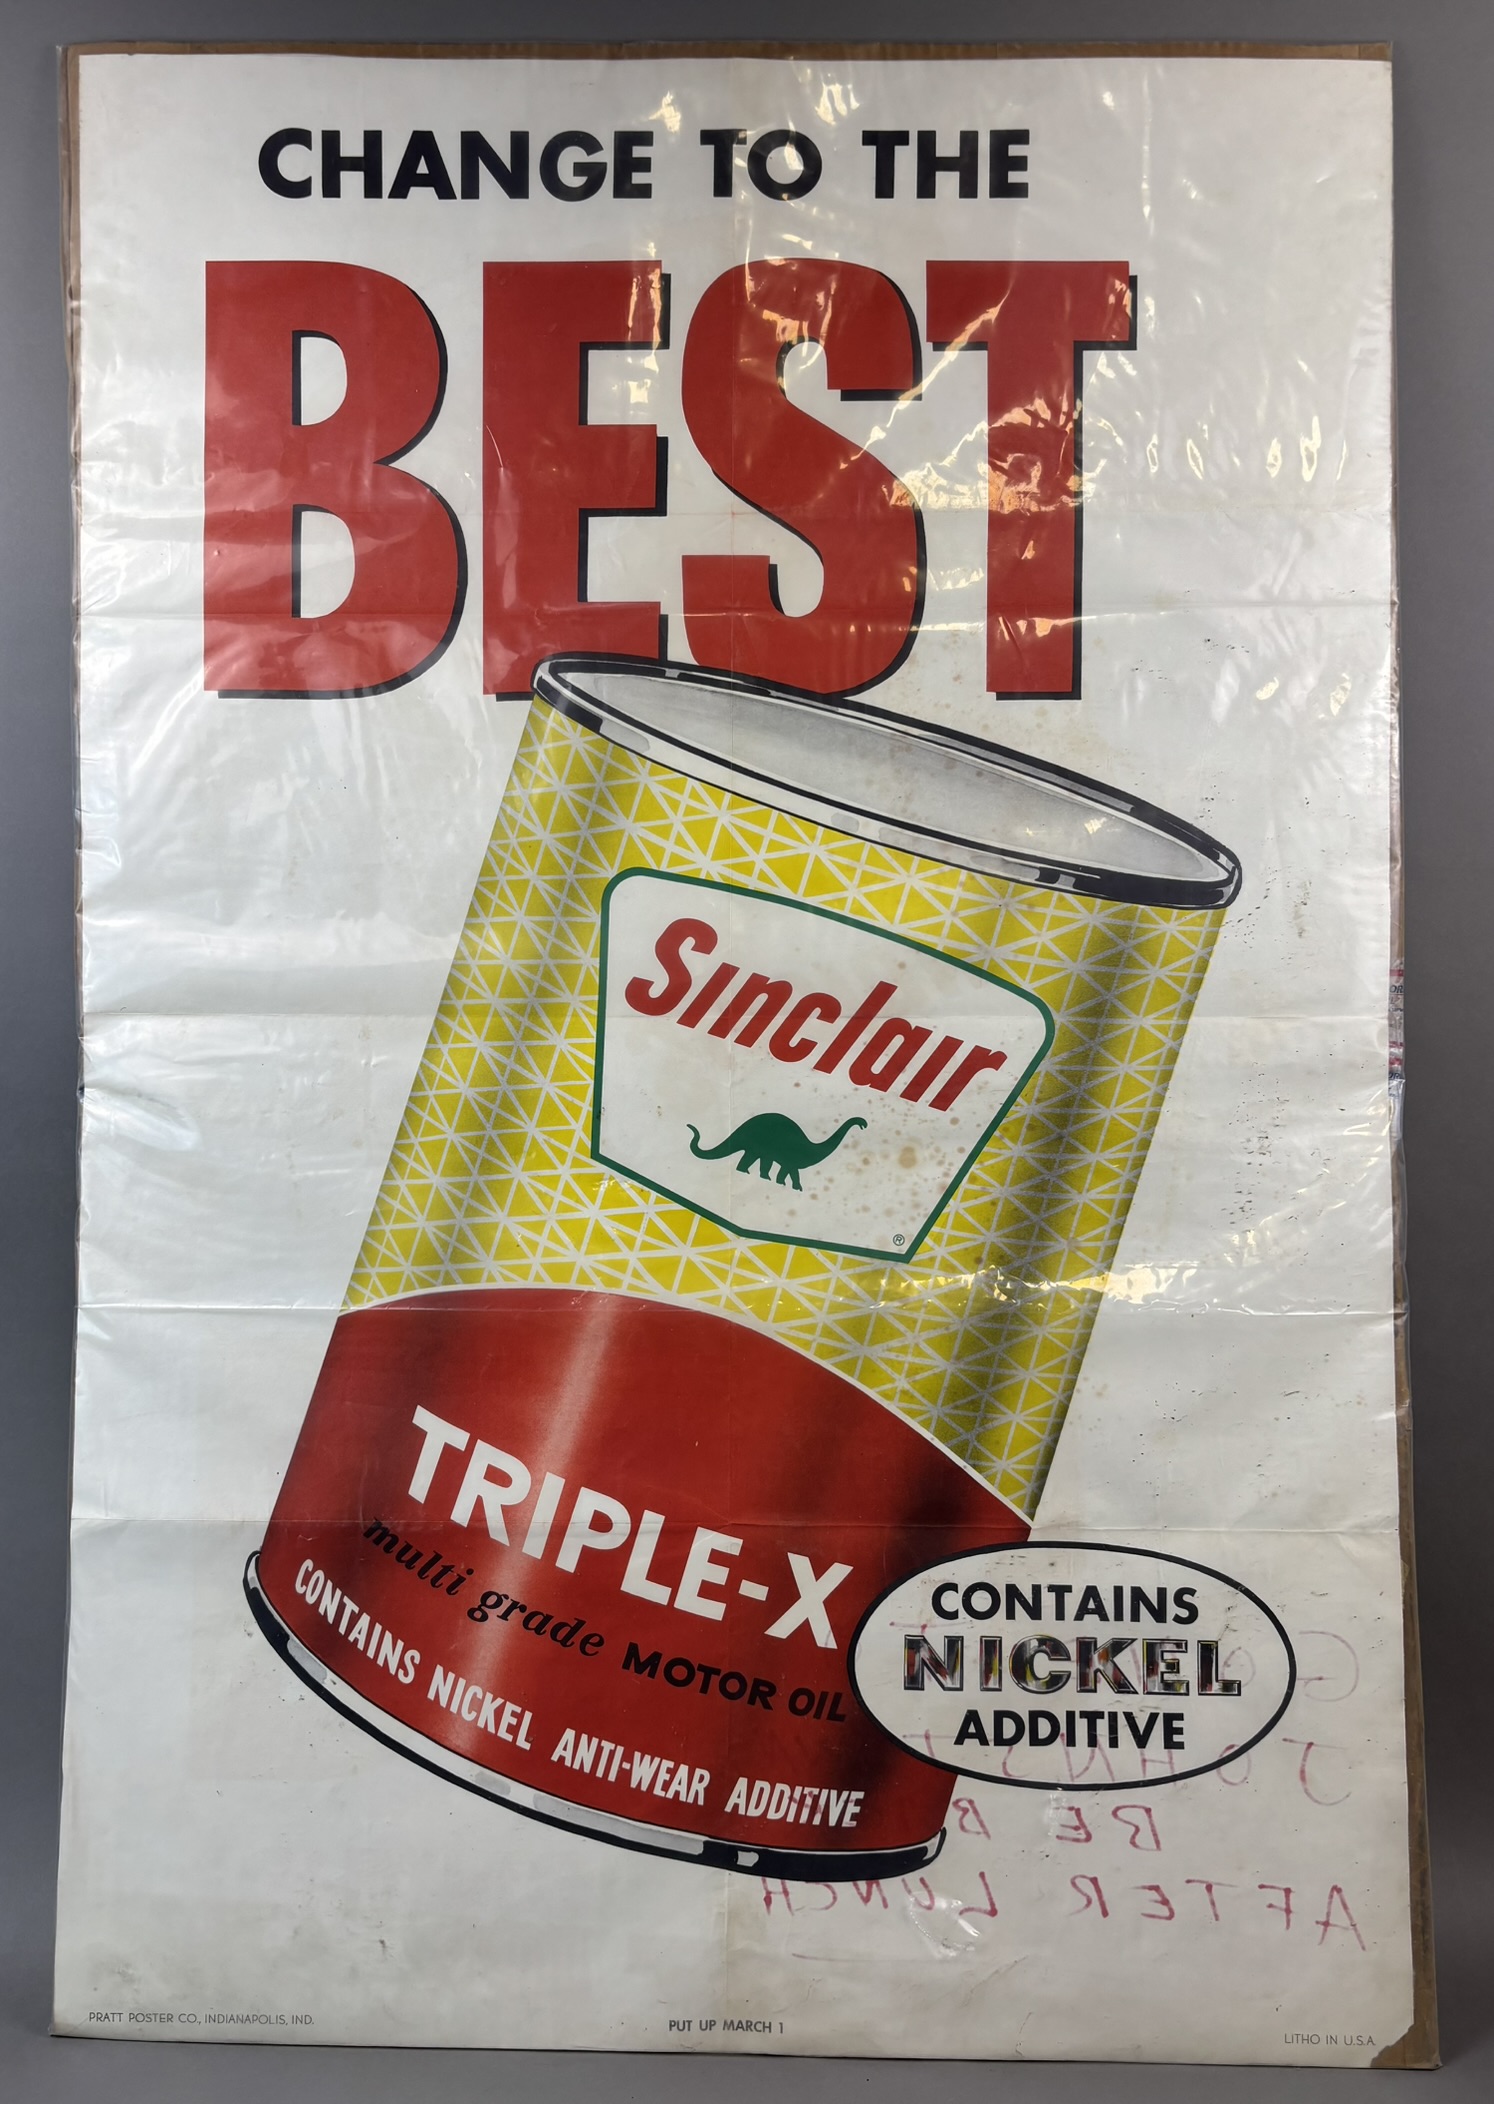 CHANGE TO THE
BEST
Sinclair
®
TRIPLE-X
multi grade MOTOR OIL
CONTAINS NICKEL ANTI-WEAR ADDITIVE
CONTAINS
NICKEL
ADDITIVE
BE B
AFTER LUNCH
PRATT POSTER CO., INDIANAPOLIS, IND.
PUT UP MARCH 1
LITHO IN U.S.A.